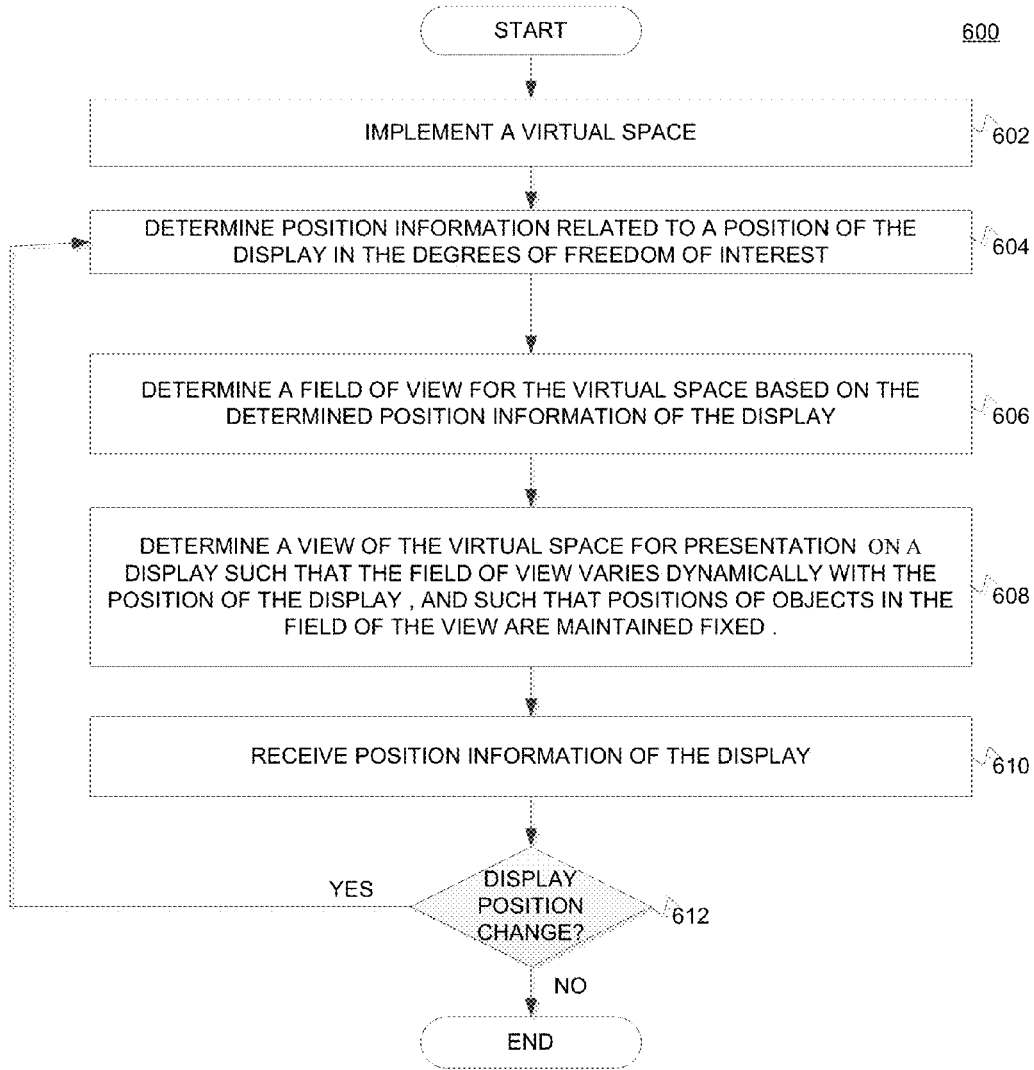 START
600
IMPLEMENT A VIRTUAL SPACE
602
DETERMINE POSITION INFORMATION RELATED TO A POSITION OF THE
DISPLAY IN THE DEGREES OF FREEDOM OF INTEREST
604
DETERMINE A FIELD OF VIEW FOR THE VIRTUAL SPACE BASED ON THE
DETERMINED POSITION INFORMATION OF THE DISPLAY
606
DETERMINE A VIEW OF THE VIRTUAL SPACE FOR PRESENTATION ON A
DISPLAY SUCH THAT THE FIELD OF VIEW VARIES DYNAMICALLY WITH THE
POSITION OF THE DISPLAY , AND SUCH THAT POSITIONS OF OBJECTS IN THE
FIELD OF THE VIEW ARE MAINTAINED FIXED .
608
RECEIVE POSITION INFORMATION OF THE DISPLAY
610
YES
DISPLAY
POSITION
CHANGE?
612
NO
END